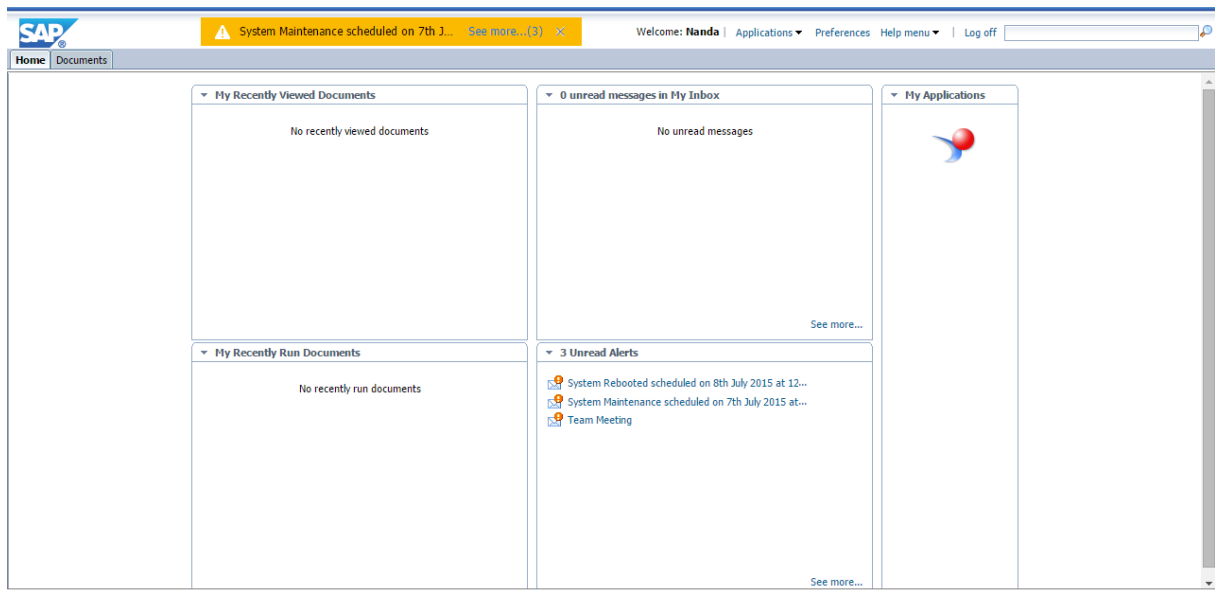 SAP®
System Maintenance scheduled on 7th J... See more...(3)
Welcome: Nanda | Applications Preferences Help menu | Log off
Home Documents
My Recently Viewed Documents
No recently viewed documents
0 unread messages in My Inbox
No unread messages
See more...
My Applications
My Recently Run Documents
No recently run documents
3 Unread Alerts
System Rebooted scheduled on 8th July 2015 at 12...
System Maintenance scheduled on 7th July 2015 at...
Team Meeting
See more...